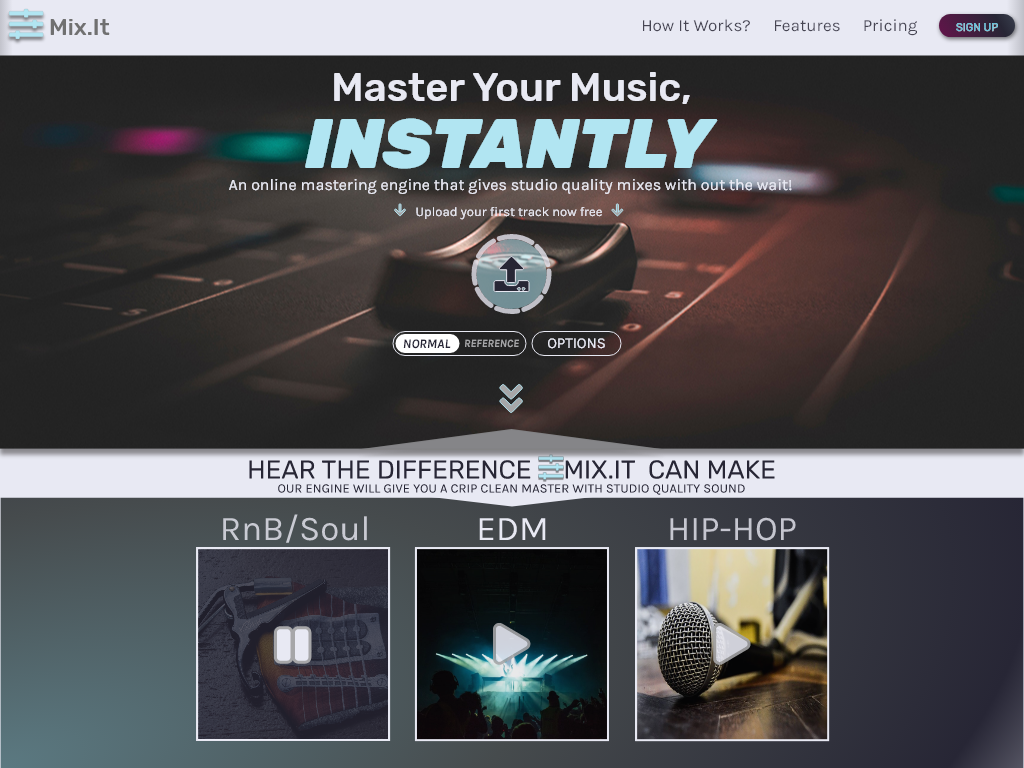 Mix.It
How It Works? Features Pricing SIGN UP
Master Your Music,
INSTANTLY
An online mastering engine that gives studio quality mixes with out the wait!
Upload your first track now free
NORMAL REFERENCE OPTIONS
HEAR THE DIFFERENCE MIX.IT CAN MAKE
OUR ENGINE WILL GIVE YOU A CRIP CLEAN MASTER WITH STUDIO QUALITY SOUND
RnB/Soul EDM HIP-HOP